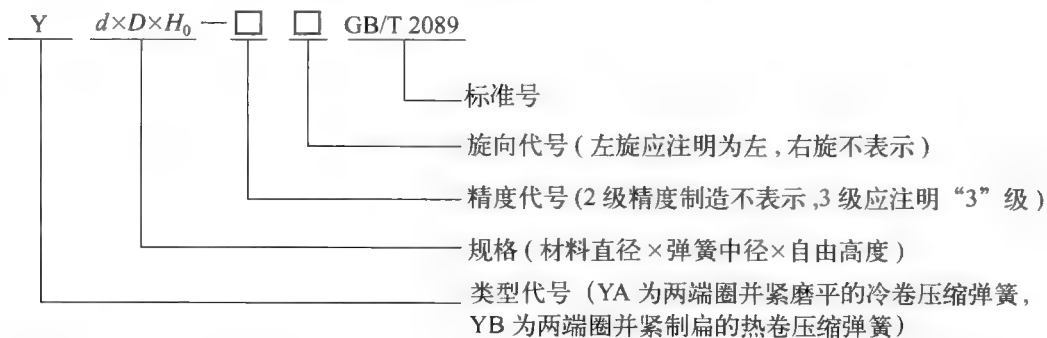 Y d×D×H₀ — □ □ GB/T 2089
标准号
旋向代号(左旋应注明为左,右旋不表示)
精度代号(2级精度制造不表示,3级应注明“3”级)
规格(材料直径×弹簧中径×自由高度)
类型代号(YA为两端圈并紧磨平的冷卷压缩弹簧,
YB为两端圈并紧制扁的热卷压缩弹簧)